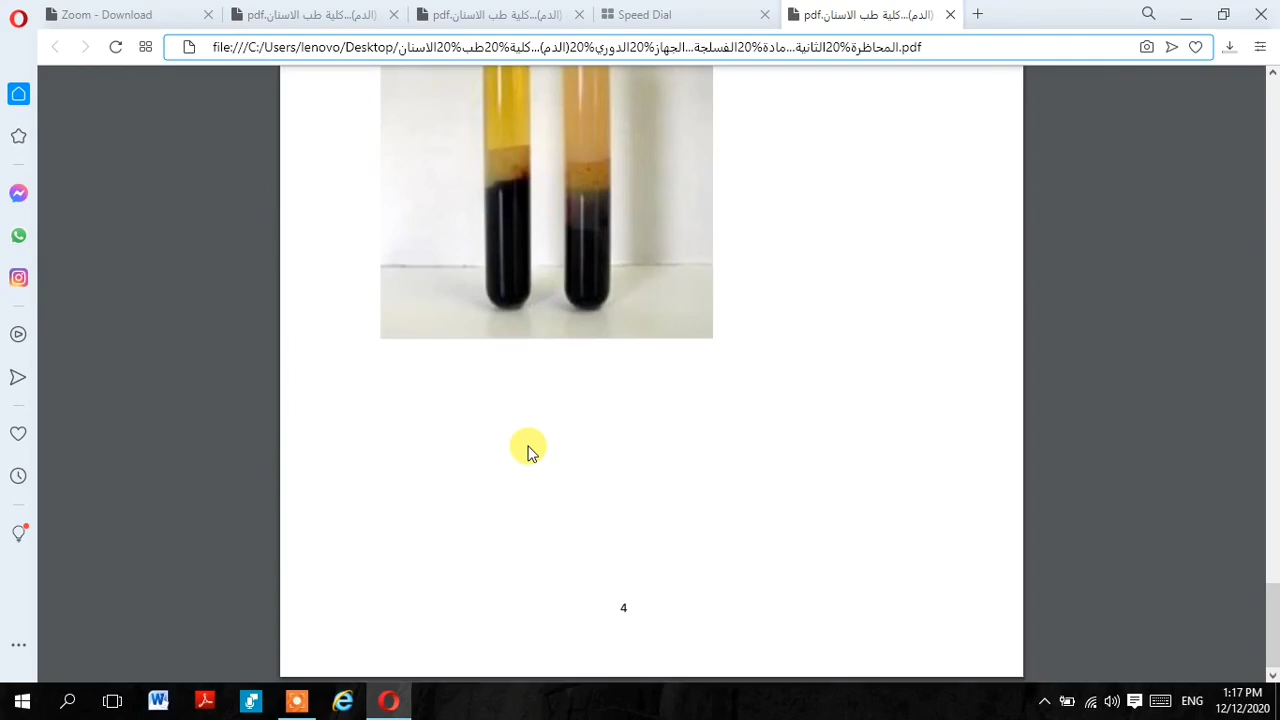 Zoom - Download
pdf.الدم)...كلية طب الاسنان)
pdf.الدم)...كلية طب الاسنان)
Speed Dial
pdf.الدم)...كلية طب الاسنان)
file:///C:/Users/lenovo/Desktop/المحاظرة%20الثانية...مادة%20الفسلجة...الجهاز%20الدوري%20(الدم)...كلية%20طب%20الاسنان.pdf
4
ENG
1:17 PM
12/12/2020